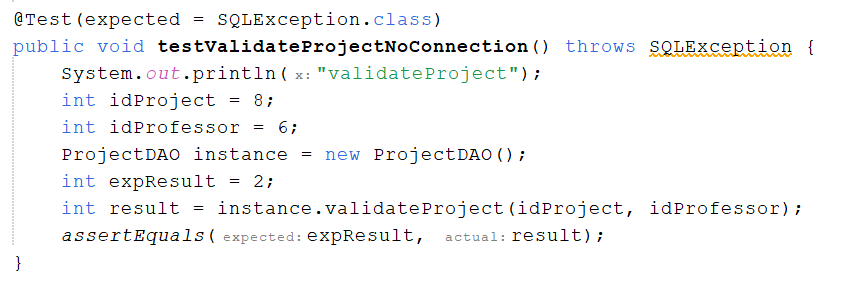 @Test(expected = SQLException.class)
public void testValidateProjectNoConnection() throws SQLException {
    System.out.println( x: "validateProject");
    int idProject = 8;
    int idProfessor = 6;
    ProjectDAO instance = new ProjectDAO();
    int expResult = 2;
    int result = instance.validateProject(idProject, idProfessor);
    assertEquals( expected: expResult,  actual: result);
}